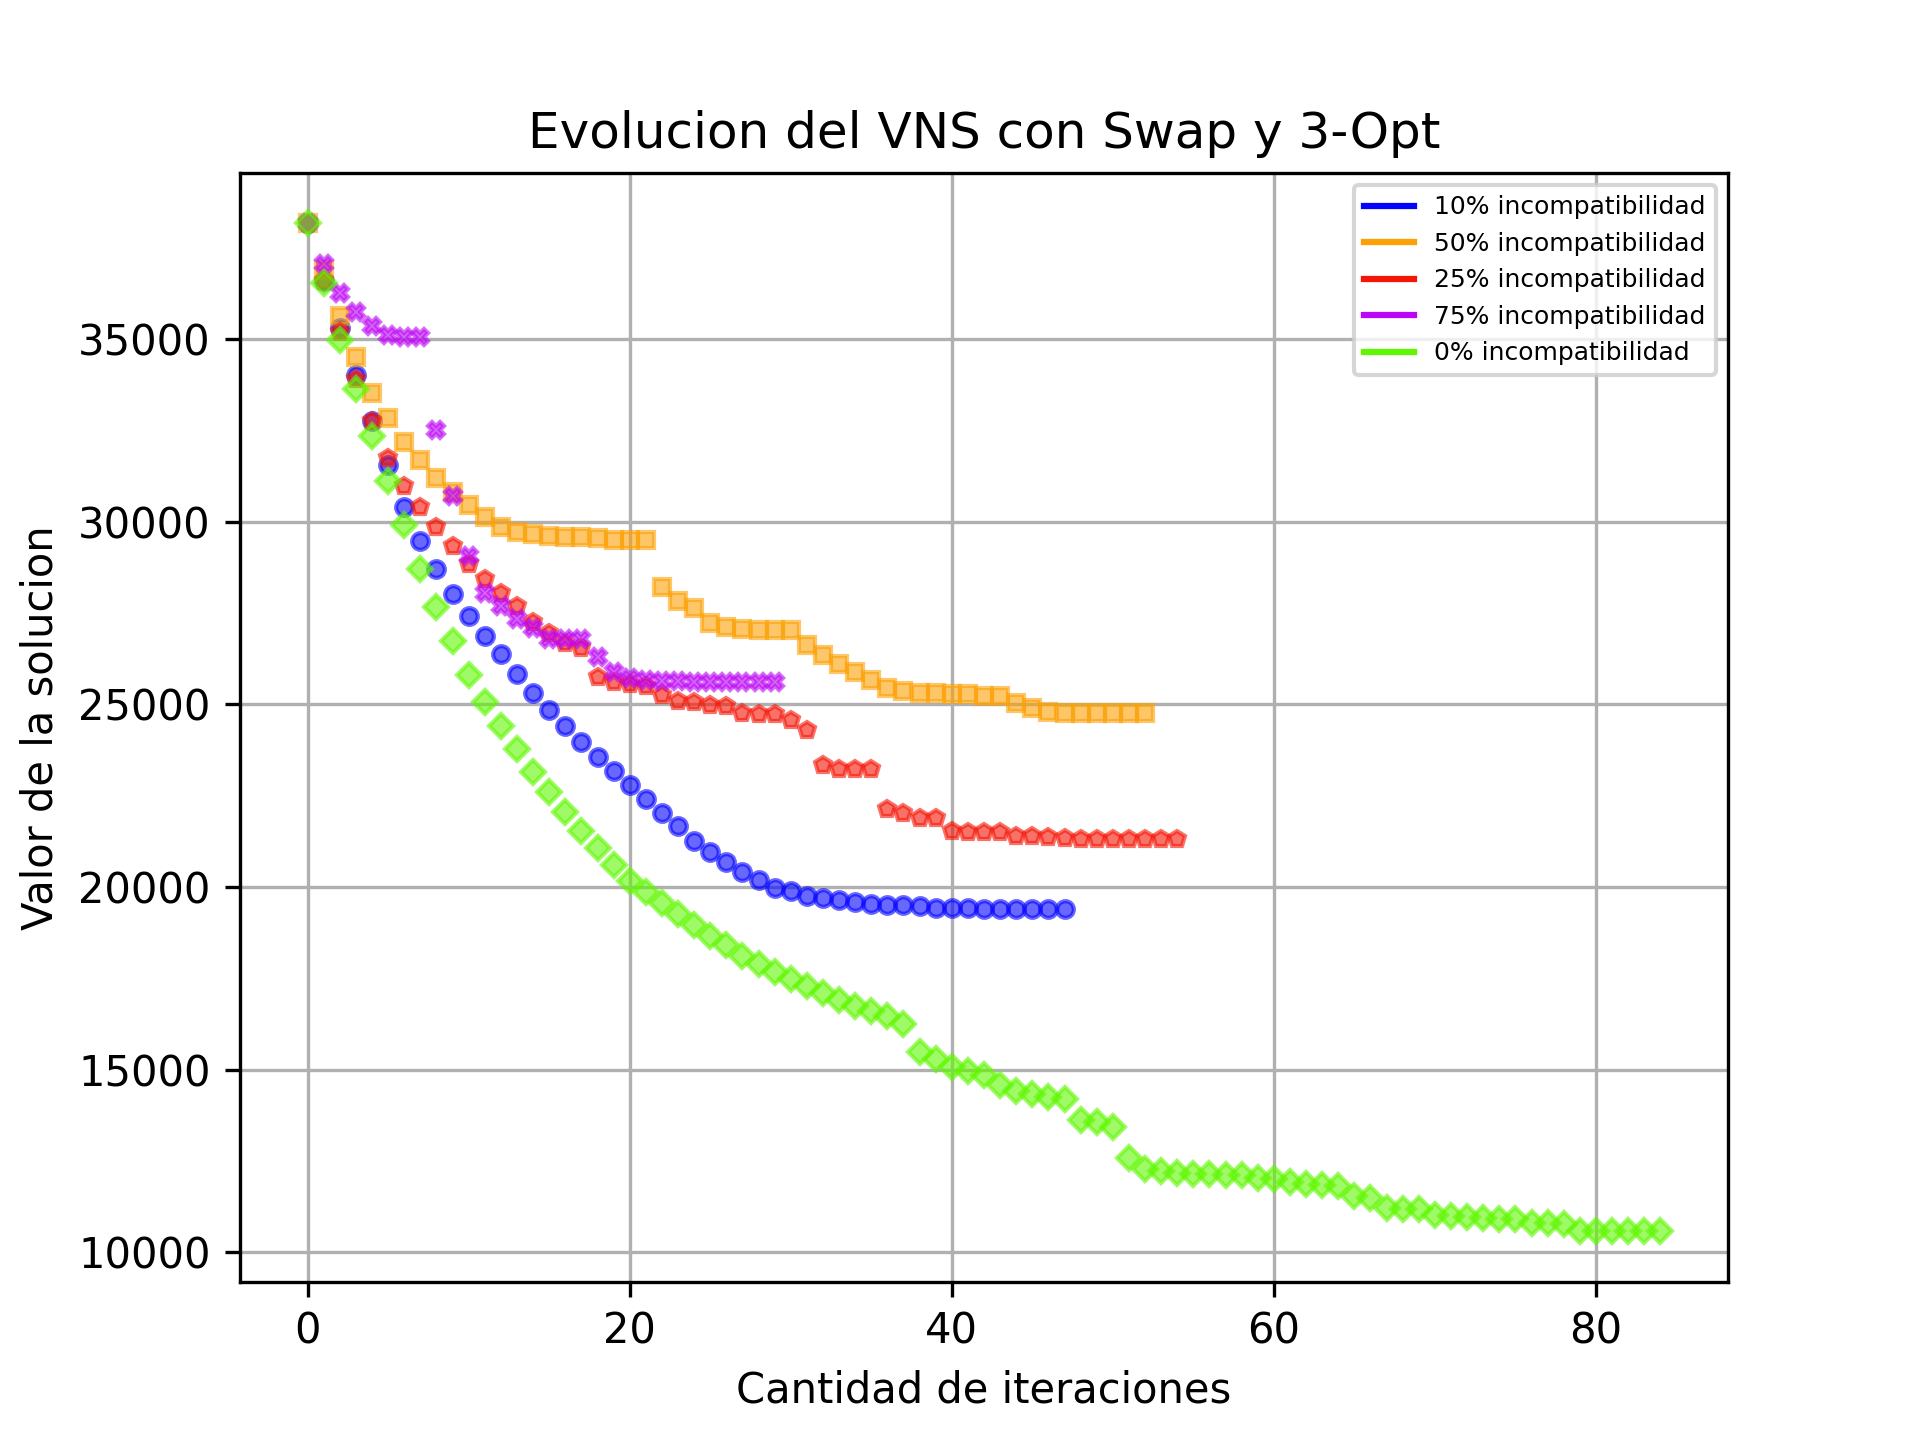 Evolucion del VNS con Swap y 3-Opt
10% incompatibilidad
50% incompatibilidad
25% incompatibilidad
75% incompatibilidad
0% incompatibilidad
Valor de la solucion
35000
30000
25000
20000
15000
10000
0 20 40 60 80
Cantidad de iteraciones